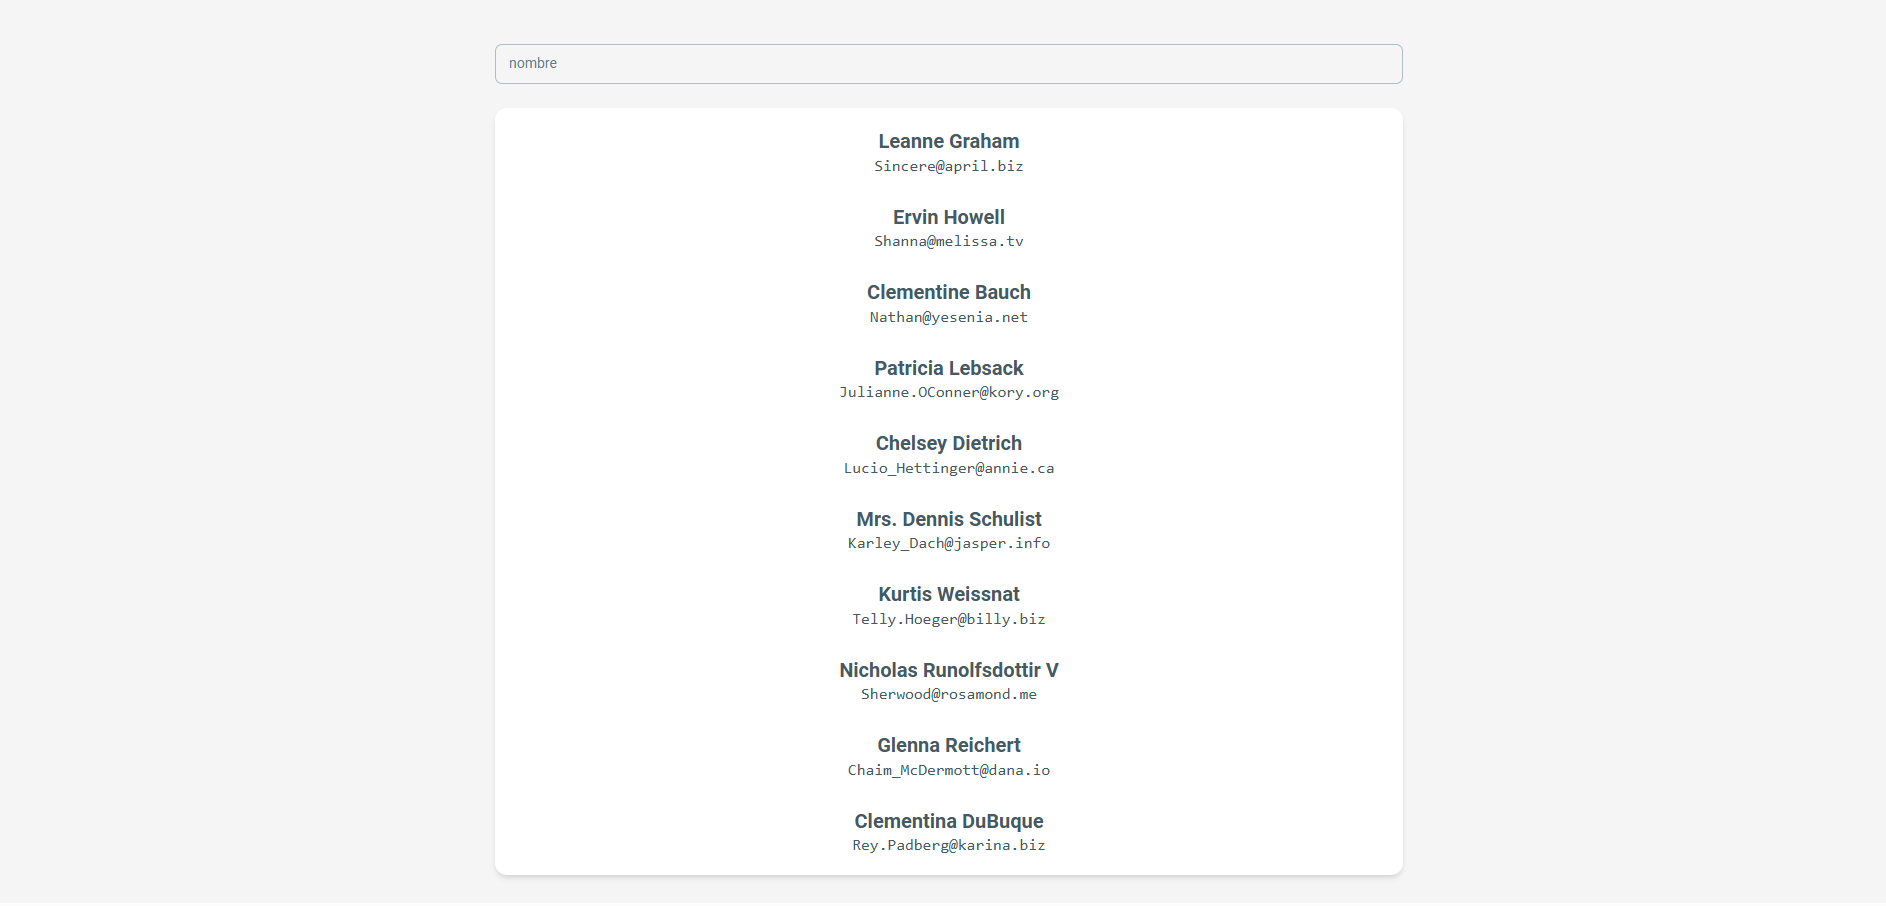 nombre
Leanne Graham
Sincere@april.biz
Ervin Howell
Shanna@melissa.tv
Clementine Bauch
Nathan@yesenia.net
Patricia Lebsack
Julianne.OConner@kory.org
Chelsey Dietrich
Lucio_Hettinger@annie.ca
Mrs. Dennis Schulist
Karley_Dach@jasper.info
Kurtis Weissnat
Telly.Hoeger@billy.biz
Nicholas Runolfsdottir V
Sherwood@rosamond.me
Glenna Reichert
Chaim_McDermott@dana.io
Clementina DuBuque
Rey.Padberg@karina.biz